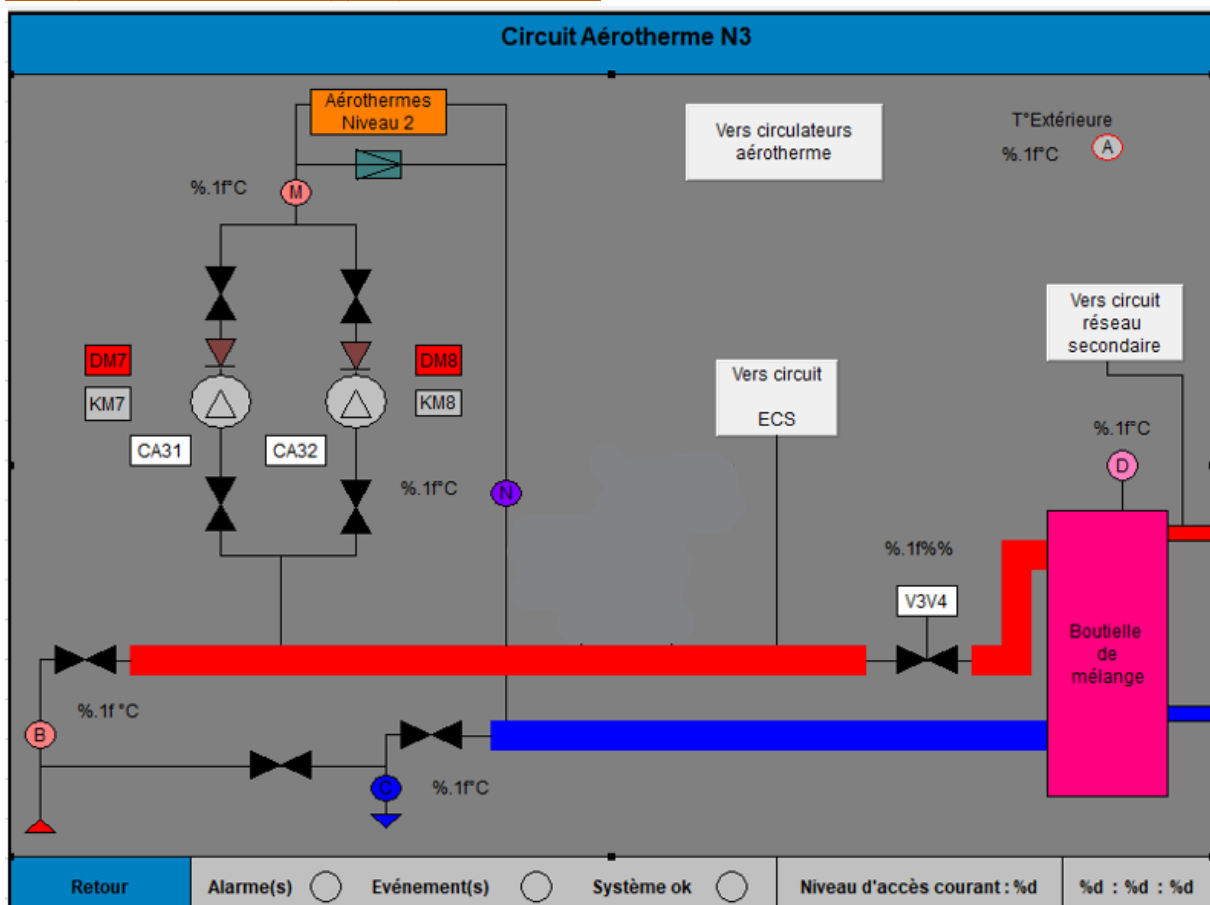 Circuit Aérotherme N3
Aérothermes
Niveau 2
Vers circulateurs
aérotherme
T°Extérieure
%.1f°C
A
%.1f°C
M
Vers circuit
réseau
secondaire
DM7
DM8
KM7
KM8
Vers circuit
ECS
CA31
CA32
%.1f°C
D
%.1f°C
N
%.1f%%
V3V4
Boutielle
de
mélange
%.1f °C
B
%.1f°C
C
Retour
Alarme(s)
Evénement(s)
Système ok
Niveau d'accès courant : %d
%d : %d : %d